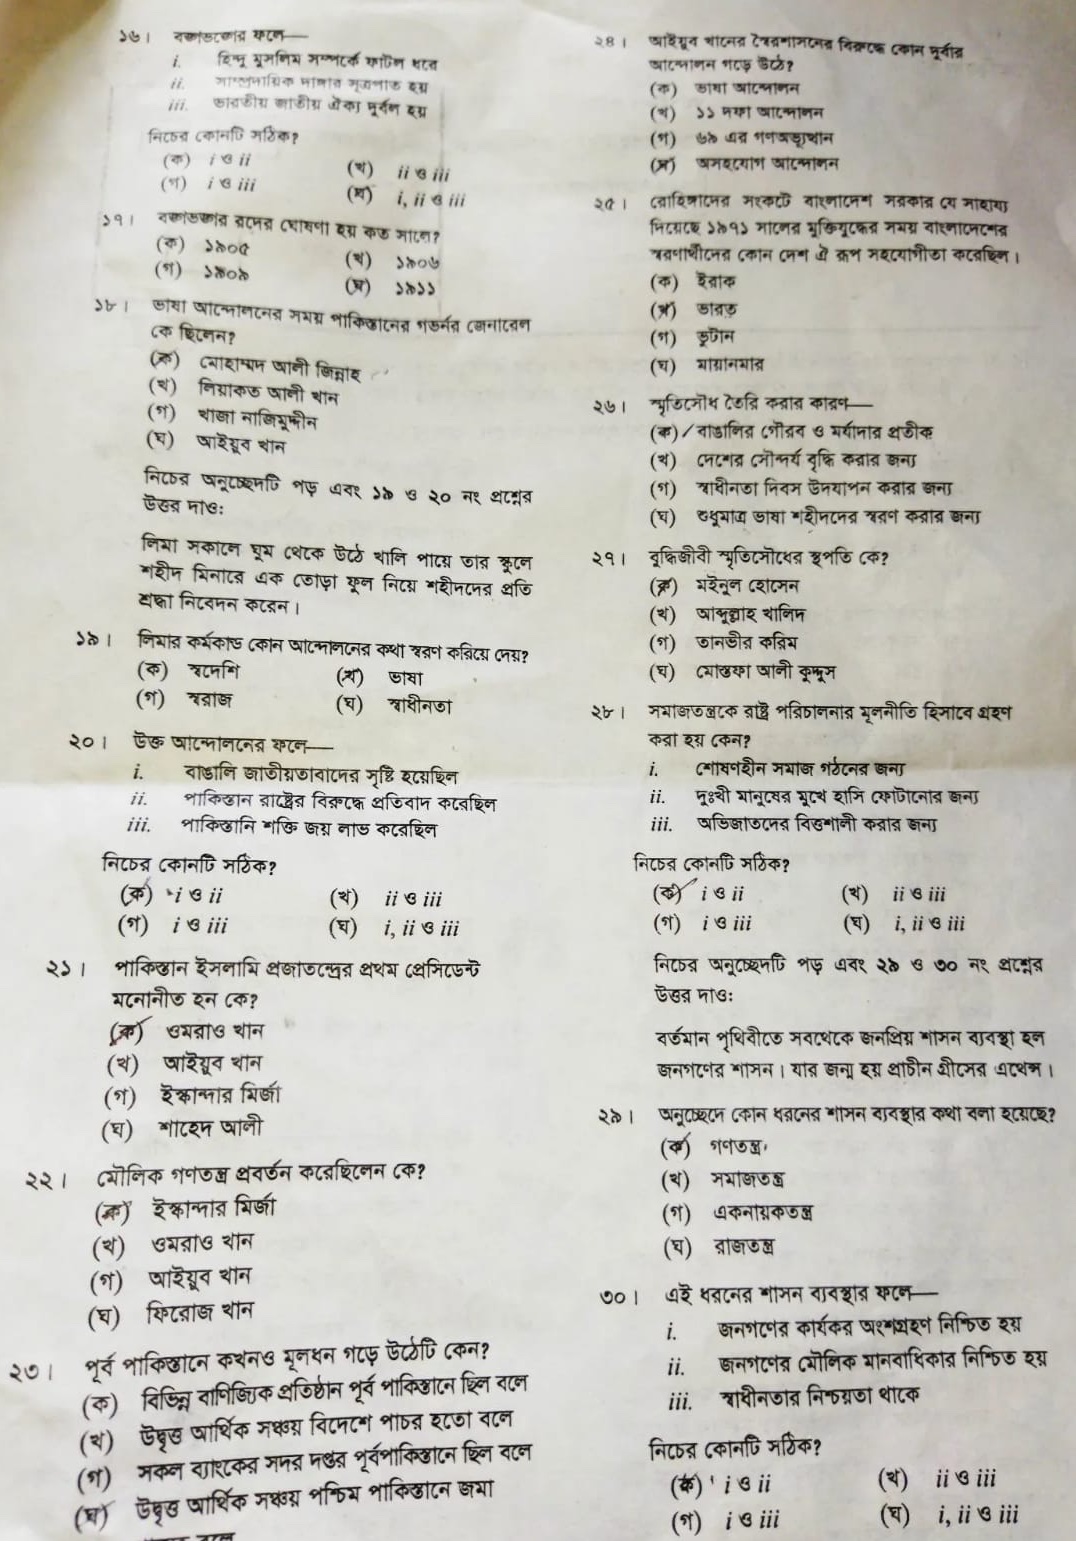 ১৬। বঙ্গভঙ্গের ফলে—
i. হিন্দু মুসলিম সম্পর্কে ফাটল ধরে
ii. সাম্প্রদায়িক দাঙ্গার সূত্রপাত হয়
iii. ভারতীয় জাতীয় ঐক্য দুর্বল হয়
নিচের কোনটি সঠিক?
(ক) i ও ii
(খ) ii ও iii
(গ) i ও iii
(ঘ) i, ii ও iii
১৭। বঙ্গভঙ্গর রদের ঘোষণা হয় কত সালে?
(ক) ১৯০৫
(খ) ১৯০৬
(গ) ১৯০৯
(ঘ) ১৯১১
১৮। ভাষা আন্দোলনের সময় পাকিস্তানের গভর্নর জেনারেল
কে ছিলেন?
(ক) মোহাম্মদ আলী জিন্নাহ
(খ) লিয়াকত আলী খান
(গ) খাজা নাজিমুদ্দীন
(ঘ) আইয়ুব খান
নিচের অনুচ্ছেদটি পড় এবং ১৯ ও ২০ নং প্রশ্নের
উত্তর দাও:
লিমা সকালে ঘুম থেকে উঠে খালি পায়ে তার স্কুলে
শহীদ মিনারে এক তোড়া ফুল নিয়ে শহীদদের প্রতি
শ্রদ্ধা নিবেদন করেন।
১৯। লিমার কর্মকান্ড কোন আন্দোলনের কথা স্বরণ করিয়ে দেয়?
(ক) স্বদেশি
(খ) ভাষা
(গ) স্বরাজ
(ঘ) স্বাধীনতা
২০। উক্ত আন্দোলনের ফলে—
i. বাঙালি জাতীয়তাবাদের সৃষ্টি হয়েছিল
ii. পাকিস্তান রাষ্ট্রের বিরুদ্ধে প্রতিবাদ করেছিল
iii. পাকিস্তানি শক্তি জয় লাভ করেছিল
নিচের কোনটি সঠিক?
(ক) i ও ii
(খ) ii ও iii
(গ) i ও iii
(ঘ) i, ii ও iii
২১। পাকিস্তান ইসলামি প্রজাতন্ত্রের প্রথম প্রেসিডেন্ট
মনোনীত হন কে?
(ক) ওমরাও খান
(খ) আইয়ুব খান
(গ) ইস্কান্দার মির্জা
(ঘ) শাহেদ আলী
২২। মৌলিক গণতন্ত্র প্রবর্তন করেছিলেন কে?
(ক) ইস্কান্দার মির্জা
(খ) ওমরাও খান
(গ) আইয়ুব খান
(ঘ) ফিরোজ খান
২৩। পূর্ব পাকিস্তানে কখনও মূলধন গড়ে উঠেটি কেন?
(ক) বিভিন্ন বাণিজ্যিক প্রতিষ্ঠান পূর্ব পাকিস্তানে ছিল বলে
(খ) উদ্বৃত্ত আর্থিক সঞ্চয় বিদেশে পাচর হতো বলে
(গ) সকল ব্যাংকের সদর দপ্তর পূর্বপাকিস্তানে ছিল বলে
(ঘ) উদ্বৃত্ত আর্থিক সঞ্চয় পশ্চিম পাকিস্তানে জমা
২৪। আইয়ুব খানের স্বৈরশাসনের বিরুদ্ধে কোন দুর্বার
আন্দোলন গড়ে উঠে?
(ক) ভাষা আন্দোলন
(খ) ১১ দফা আন্দোলন
(গ) ৬৯ এর গণঅভ্যুত্থান
(ঘ) অসহযোগ আন্দোলন
২৫। রোহিঙ্গাদের সংকটে বাংলাদেশ সরকার যে সাহায্য
দিয়েছে ১৯৭১ সালের মুক্তিযুদ্ধের সময় বাংলাদেশের
স্বরণার্থীদের কোন দেশ ঐ রূপ সহযোগীতা করেছিল।
(ক) ইরাক
(খ) ভারত
(গ) ভুটান
(ঘ) মায়ানমার
২৬। স্মৃতিসৌধ তৈরি করার কারণ—
(ক) বাঙালির গৌরব ও মর্যাদার প্রতীক
(খ) দেশের সৌন্দর্য বৃদ্ধি করার জন্য
(গ) স্বাধীনতা দিবস উদযাপন করার জন্য
(ঘ) শুধুমাত্র ভাষা শহীদদের স্বরণ করার জন্য
২৭। বুদ্ধিজীবী স্মৃতিসৌধের স্থপতি কে?
(ক) মইনুল হোসেন
(খ) আব্দুল্লাহ খালিদ
(গ) তানভীর করিম
(ঘ) মোস্তফা আলী কুদ্দুস
২৮। সমাজতন্ত্রকে রাষ্ট্র পরিচালনার মূলনীতি হিসাবে গ্রহণ
করা হয় কেন?
i. শোষণহীন সমাজ গঠনের জন্য
ii. দুঃখী মানুষের মুখে হাসি ফোটানোর জন্য
iii. অভিজাতদের বিত্তশালী করার জন্য
নিচের কোনটি সঠিক?
(ক) i ও ii
(খ) ii ও iii
(গ) i ও iii
(ঘ) i, ii ও iii
নিচের অনুচ্ছেদটি পড় এবং ২৯ ও ৩০ নং প্রশ্নের
উত্তর দাও:
বর্তমান পৃথিবীতে সবথেকে জনপ্রিয় শাসন ব্যবস্থা হল
জনগণের শাসন। যার জন্ম হয় প্রাচীন গ্রীসের এথেন্স।
২৯। অনুচ্ছেদে কোন ধরনের শাসন ব্যবস্থার কথা বলা হয়েছে?
(ক) গণতন্ত্র
(খ) সমাজতন্ত্র
(গ) একনায়কতন্ত্র
(ঘ) রাজতন্ত্র
৩০। এই ধরনের শাসন ব্যবস্থার ফলে—
i. জনগণের কার্যকর অংশগ্রহণ নিশ্চিত হয়
ii. জনগণের মৌলিক মানবাধিকার নিশ্চিত হয়
iii. স্বাধীনতার নিশ্চয়তা থাকে
নিচের কোনটি সঠিক?
(ক) i ও ii
(খ) ii ও iii
(গ) i ও iii
(ঘ) i, ii ও iii